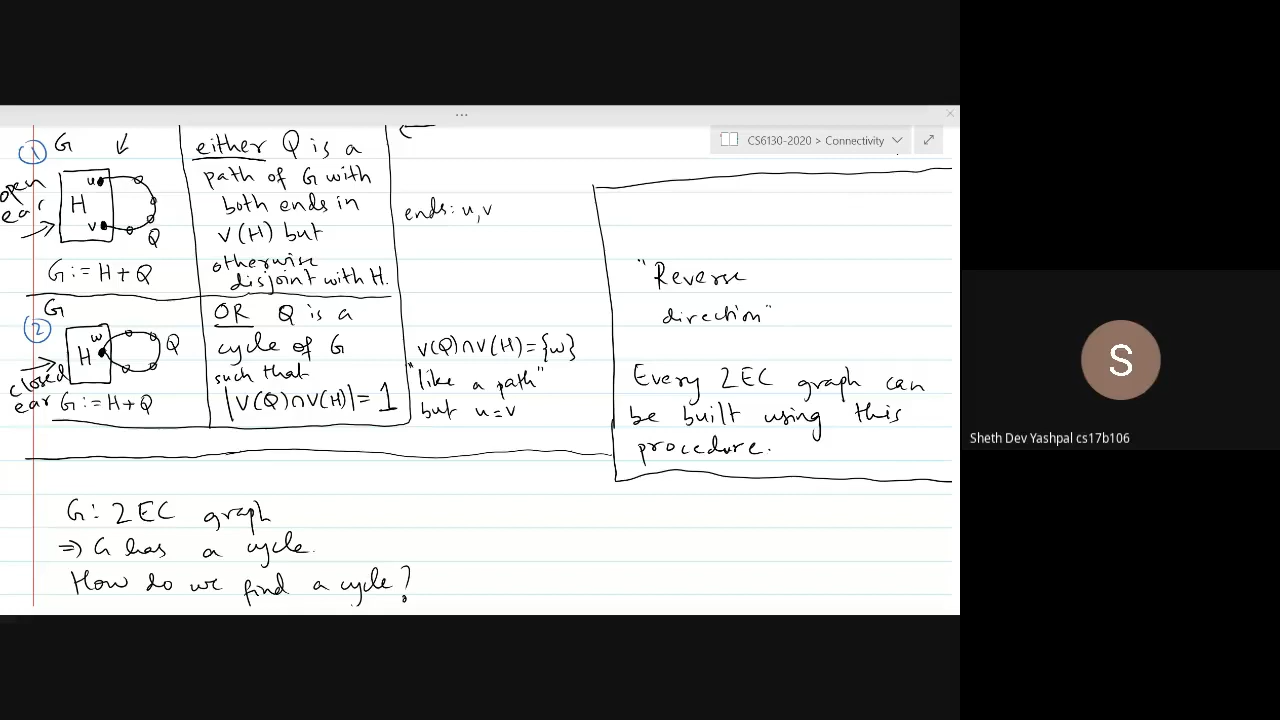 CS6130-2020 > Connectivity
1
G
open
ear
H
u
v
Q
G := H + Q
either Q is a
path of G with
both ends in
V(H) but
otherwise
disjoint with H.
ends: u, v
2
G
closed
ear
H
w
Q
G := H + Q
OR Q is a
cycle of G
such that
|V(Q)∩V(H)| = 1
V(Q)∩V(H) = {w}
"like a path"
but u=v
"Reverse
direction"
Every 2EC graph can
be built using this
procedure.
G: 2EC graph
⇒ G has a cycle.
How do we find a cycle?
S
Sheth Dev Yashpal cs17b106